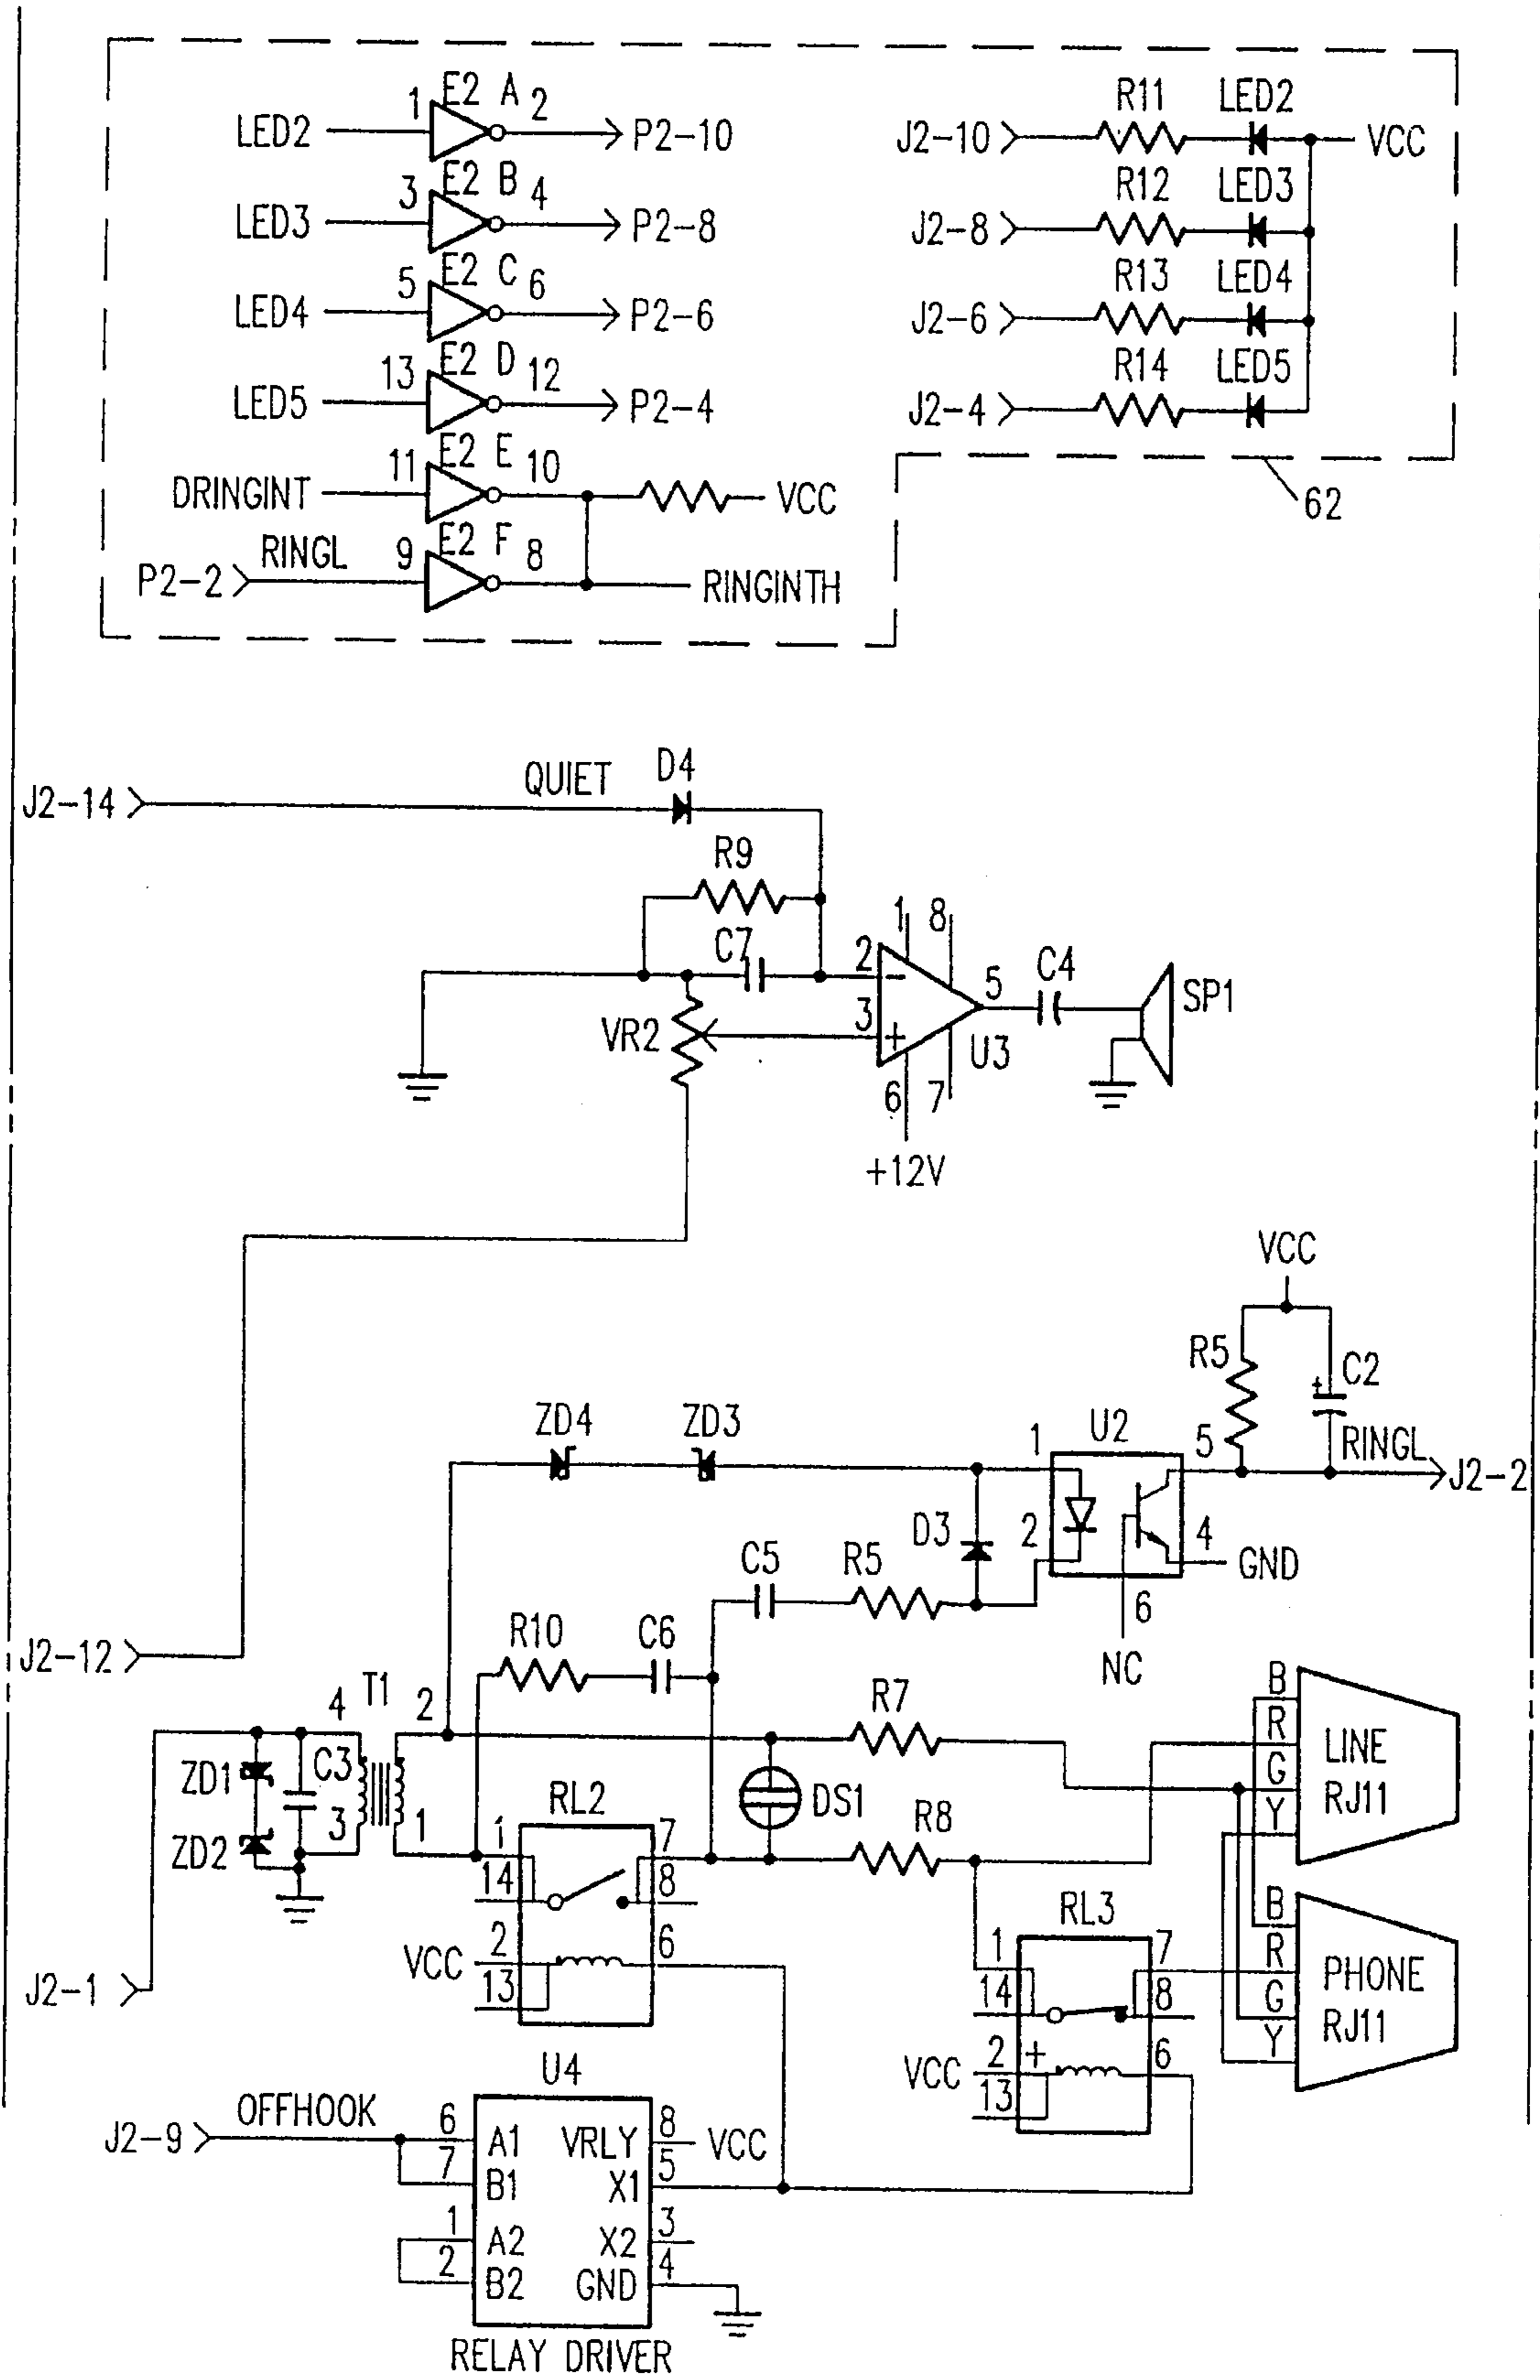 E2 A
LED2 1 2 P2-10
E2 B
LED3 3 4 P2-8
E2 C
LED4 5 6 P2-6
E2 D
LED5 13 12 P2-4
E2 E
DRINGINT 11 10 VCC
E2 F
P2-2 RINGL 9 8 RINGINTH
R11 LED2
J2-10 VCC
R12 LED3
J2-8
R13 LED4
J2-6
R14 LED5
J2-4
62
J2-14 QUIET D4
R9
C7 2 - 1 8
VR2 3 + 5 C4 SP1
U3
6 7
+12V
VCC
R5 C2
+
ZD4 ZD3 1 U2 5 RINGL J2-2
D3 2 4 GND
C5 R5
6
NC
R10 C6
J2-12
4 T1 2
R7
ZD1 C3
ZD2 3 1
DS1
R8
J2-1
RL2
1 7
14 8
VCC 2 6
13
B
R LINE
G RJ11
Y
RL3
1 7
14 8
VCC 2 + 6
13
B
R PHONE
G RJ11
Y
U4
J2-9 OFFHOOK 6 A1 VRLY 8 VCC
7 B1 X1 5
1 A2 X2 3
2 B2 GND 4
RELAY DRIVER